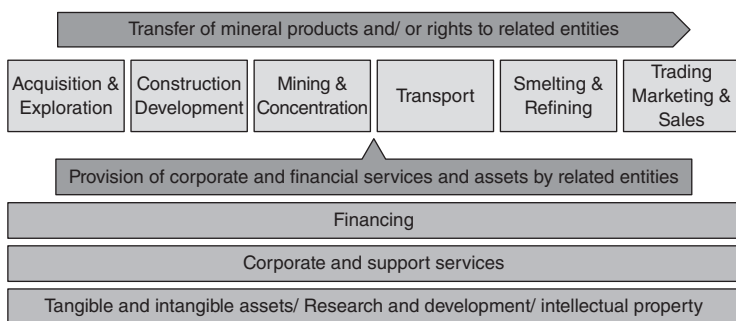 Transfer of mineral products and/ or rights to related entities
Acquisition &
Exploration
Construction
Development
Mining &
Concentration
Transport
Smelting &
Refining
Trading
Marketing &
Sales
Provision of corporate and financial services and assets by related entities
Financing
Corporate and support services
Tangible and intangible assets/ Research and development/ intellectual property